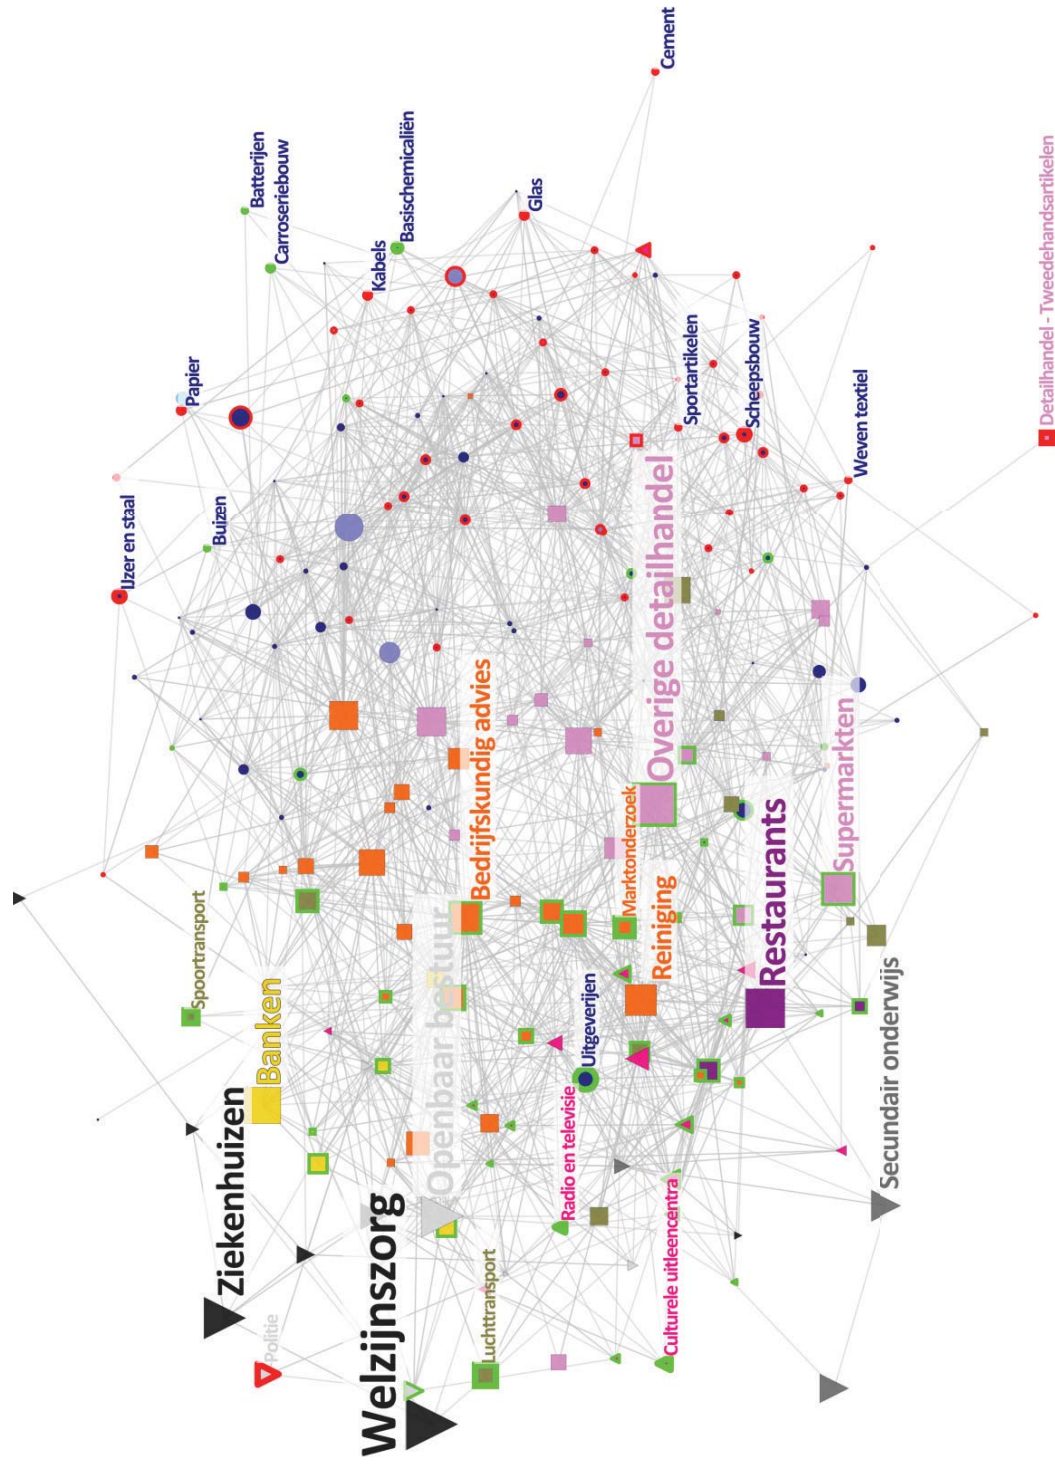 Cement
Batterijen
Carroseriebouw
Basischemicaliën
Glas
Kabels
Papier
Sportartikelen
Scheepsbouw
Weven textiel
Detailhandel - Tweedehandsartikelen
IJzer en staal
Buizen
Overige detailhandel
Bedrijfskundig advies
Marktonderzoek
Supermarkten
Restaurants
Reiniging
Spoortransport
Banken
Openbaar bestuur
Uitgeverijen
Secundair onderwijs
Ziekenhuizen
Radio en televisie
Culturele uitleencentra
Welzijnszorg
Luchttransport
Politie